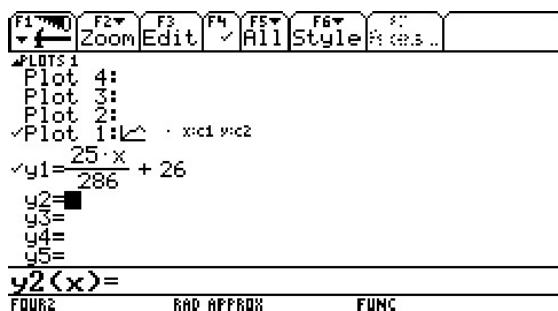 F1 F2 F3 F4 F5 F6
Zoom Edit ✓ All Style
PLOTS 1
Plot 4:
Plot 3:
Plot 2:
✓Plot 1: x:c1 y:c2
✓y1=25·x/286 + 26
y2=
y3=
y4=
y5=
y2(x)=
FOUR2 RAD APPROX FUNC